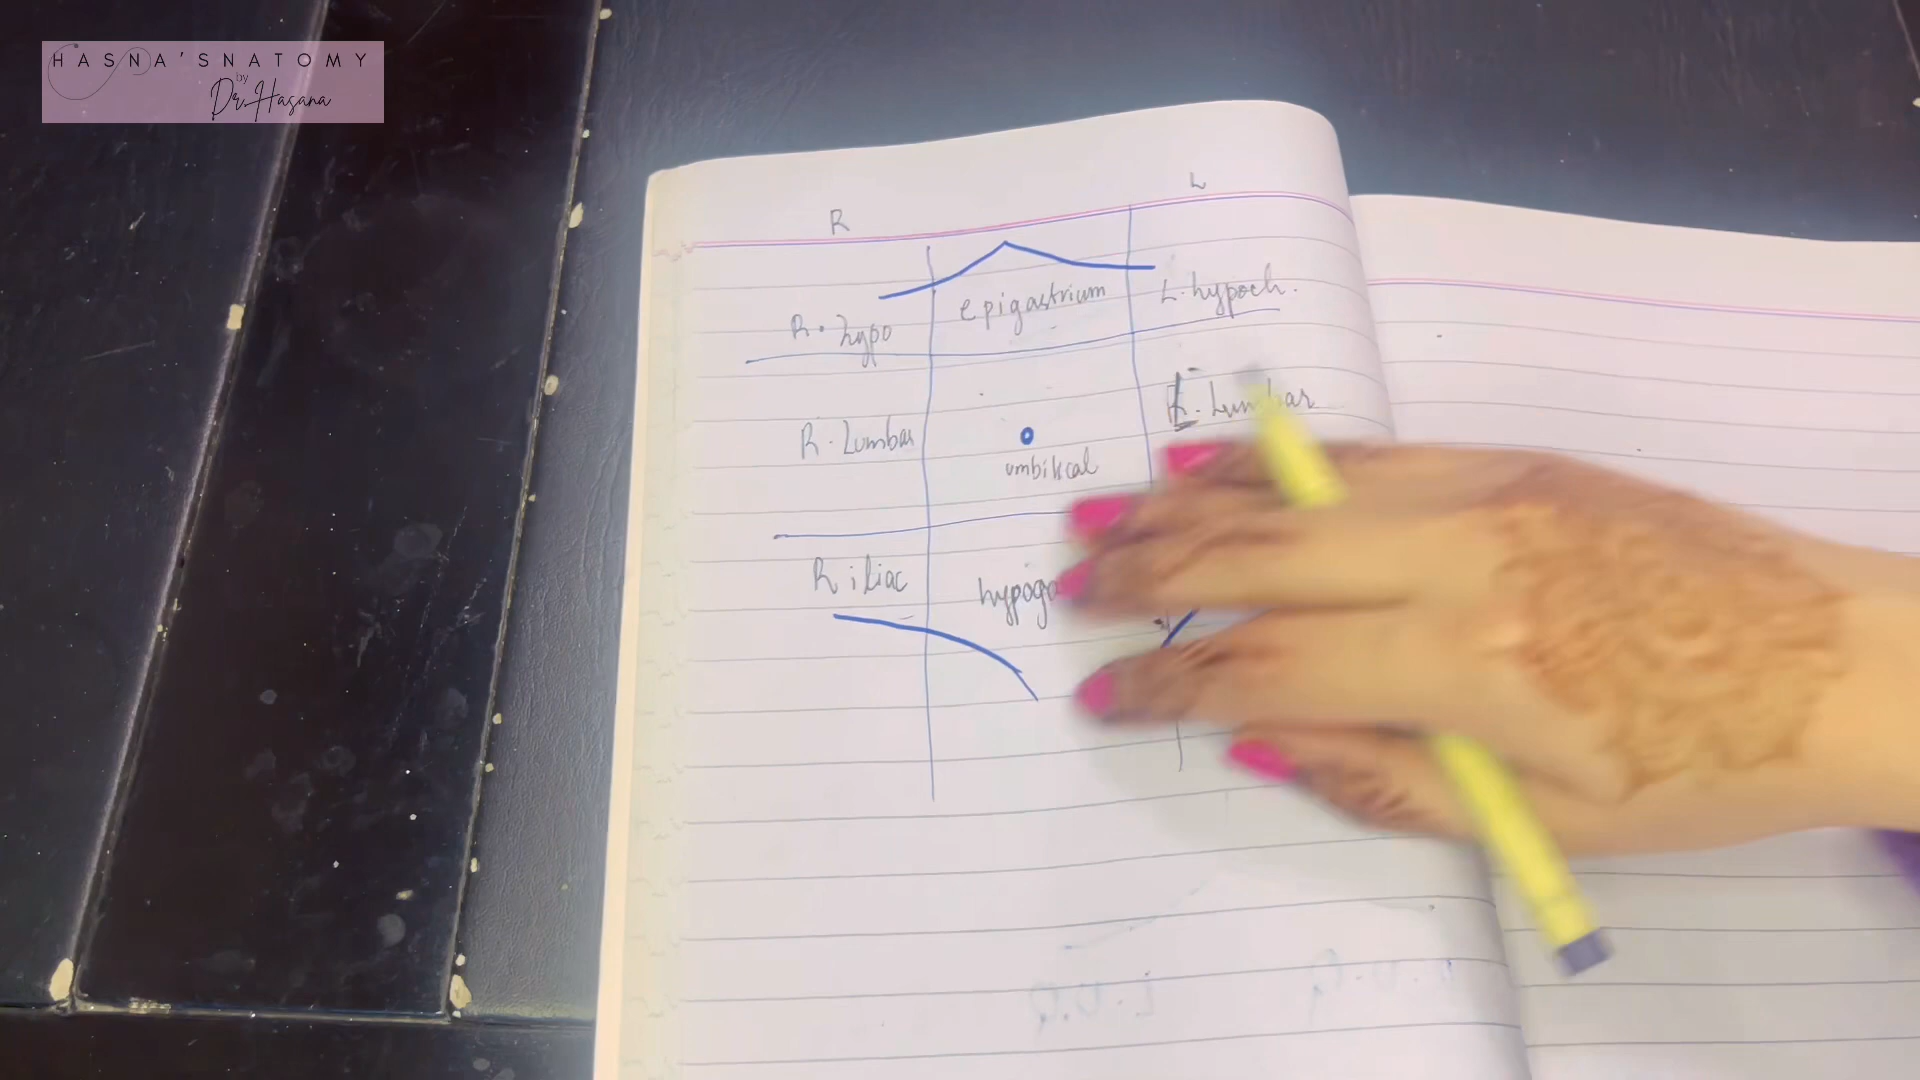 HASNA'SNATOMY
by
Dr.Hasana
R
L
R. hypo
epigastrium
L. hypoch.
R. Lumbar
umbilical
L. Lumbar
R iliac
L.U.Q